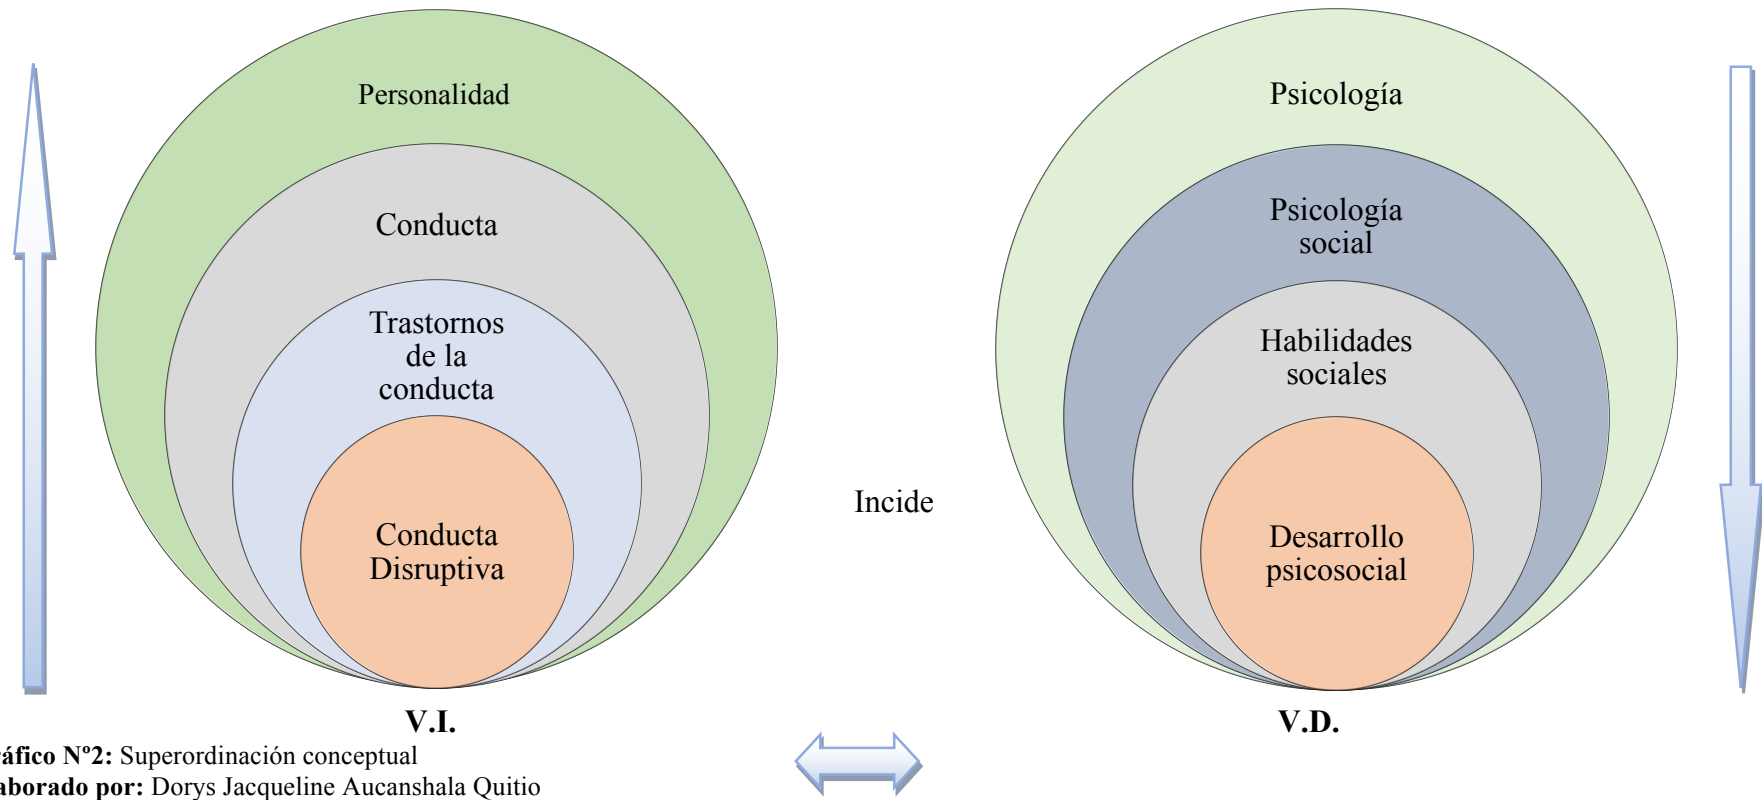 Personalidad
Conducta
Trastornos
de la
conducta
Conducta
Disruptiva
V.I.
Incide
Psicología
Psicología
social
Habilidades
sociales
Desarrollo
psicosocial
V.D.
áfico Nº2: Superordinación conceptual
aborado por: Dorys Jacqueline Aucanshala Quitio